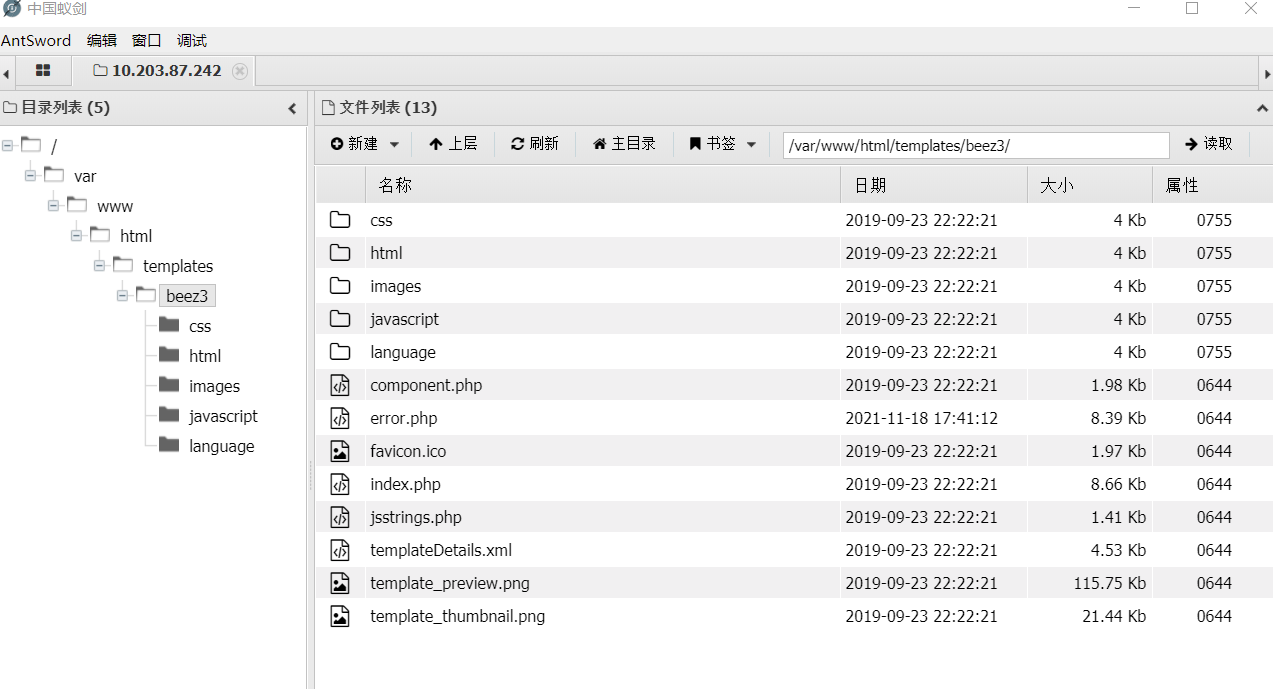 中国蚁剑
AntSword 编辑 窗口 调试
10.203.87.242
目录列表 (5)
/
var
www
html
templates
beez3
css
html
images
javascript
language
文件列表 (13)
新建 上层 刷新 主目录 书签 /var/www/html/templates/beez3/ 读取
名称 日期 大小 属性
css 2019-09-23 22:22:21 4 Kb 0755
html 2019-09-23 22:22:21 4 Kb 0755
images 2019-09-23 22:22:21 4 Kb 0755
javascript 2019-09-23 22:22:21 4 Kb 0755
language 2019-09-23 22:22:21 4 Kb 0755
component.php 2019-09-23 22:22:21 1.98 Kb 0644
error.php 2021-11-18 17:41:12 8.39 Kb 0644
favicon.ico 2019-09-23 22:22:21 1.97 Kb 0644
index.php 2019-09-23 22:22:21 8.66 Kb 0644
jsstrings.php 2019-09-23 22:22:21 1.41 Kb 0644
templateDetails.xml 2019-09-23 22:22:21 4.53 Kb 0644
template_preview.png 2019-09-23 22:22:21 115.75 Kb 0644
template_thumbnail.png 2019-09-23 22:22:21 21.44 Kb 0644